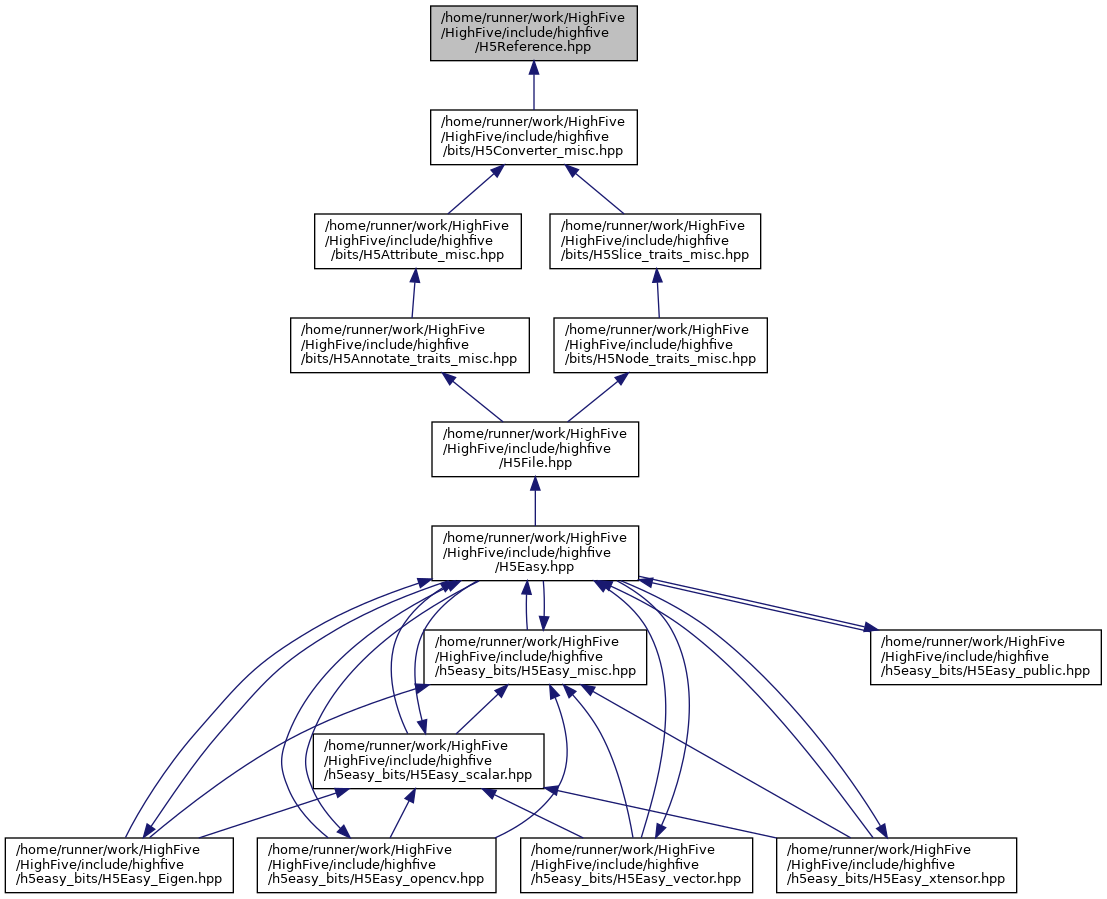 /home/runner/work/HighFive
/HighFive/include/highfive
/H5Reference.hpp
/home/runner/work/HighFive
/HighFive/include/highfive
/bits/H5Converter_misc.hpp
/home/runner/work/HighFive
/HighFive/include/highfive
/bits/H5Attribute_misc.hpp
/home/runner/work/HighFive
/HighFive/include/highfive
/bits/H5Slice_traits_misc.hpp
/home/runner/work/HighFive
/HighFive/include/highfive
/bits/H5Annotate_traits_misc.hpp
/home/runner/work/HighFive
/HighFive/include/highfive
/bits/H5Node_traits_misc.hpp
/home/runner/work/HighFive
/HighFive/include/highfive
/H5File.hpp
/home/runner/work/HighFive
/HighFive/include/highfive
/H5Easy.hpp
/home/runner/work/HighFive
/HighFive/include/highfive
/h5easy_bits/H5Easy_misc.hpp
/home/runner/work/HighFive
/HighFive/include/highfive
/h5easy_bits/H5Easy_public.hpp
/home/runner/work/HighFive
/HighFive/include/highfive
/h5easy_bits/H5Easy_scalar.hpp
/home/runner/work/HighFive
/HighFive/include/highfive
/h5easy_bits/H5Easy_Eigen.hpp
/home/runner/work/HighFive
/HighFive/include/highfive
/h5easy_bits/H5Easy_opencv.hpp
/home/runner/work/HighFive
/HighFive/include/highfive
/h5easy_bits/H5Easy_vector.hpp
/home/runner/work/HighFive
/HighFive/include/highfive
/h5easy_bits/H5Easy_xtensor.hpp